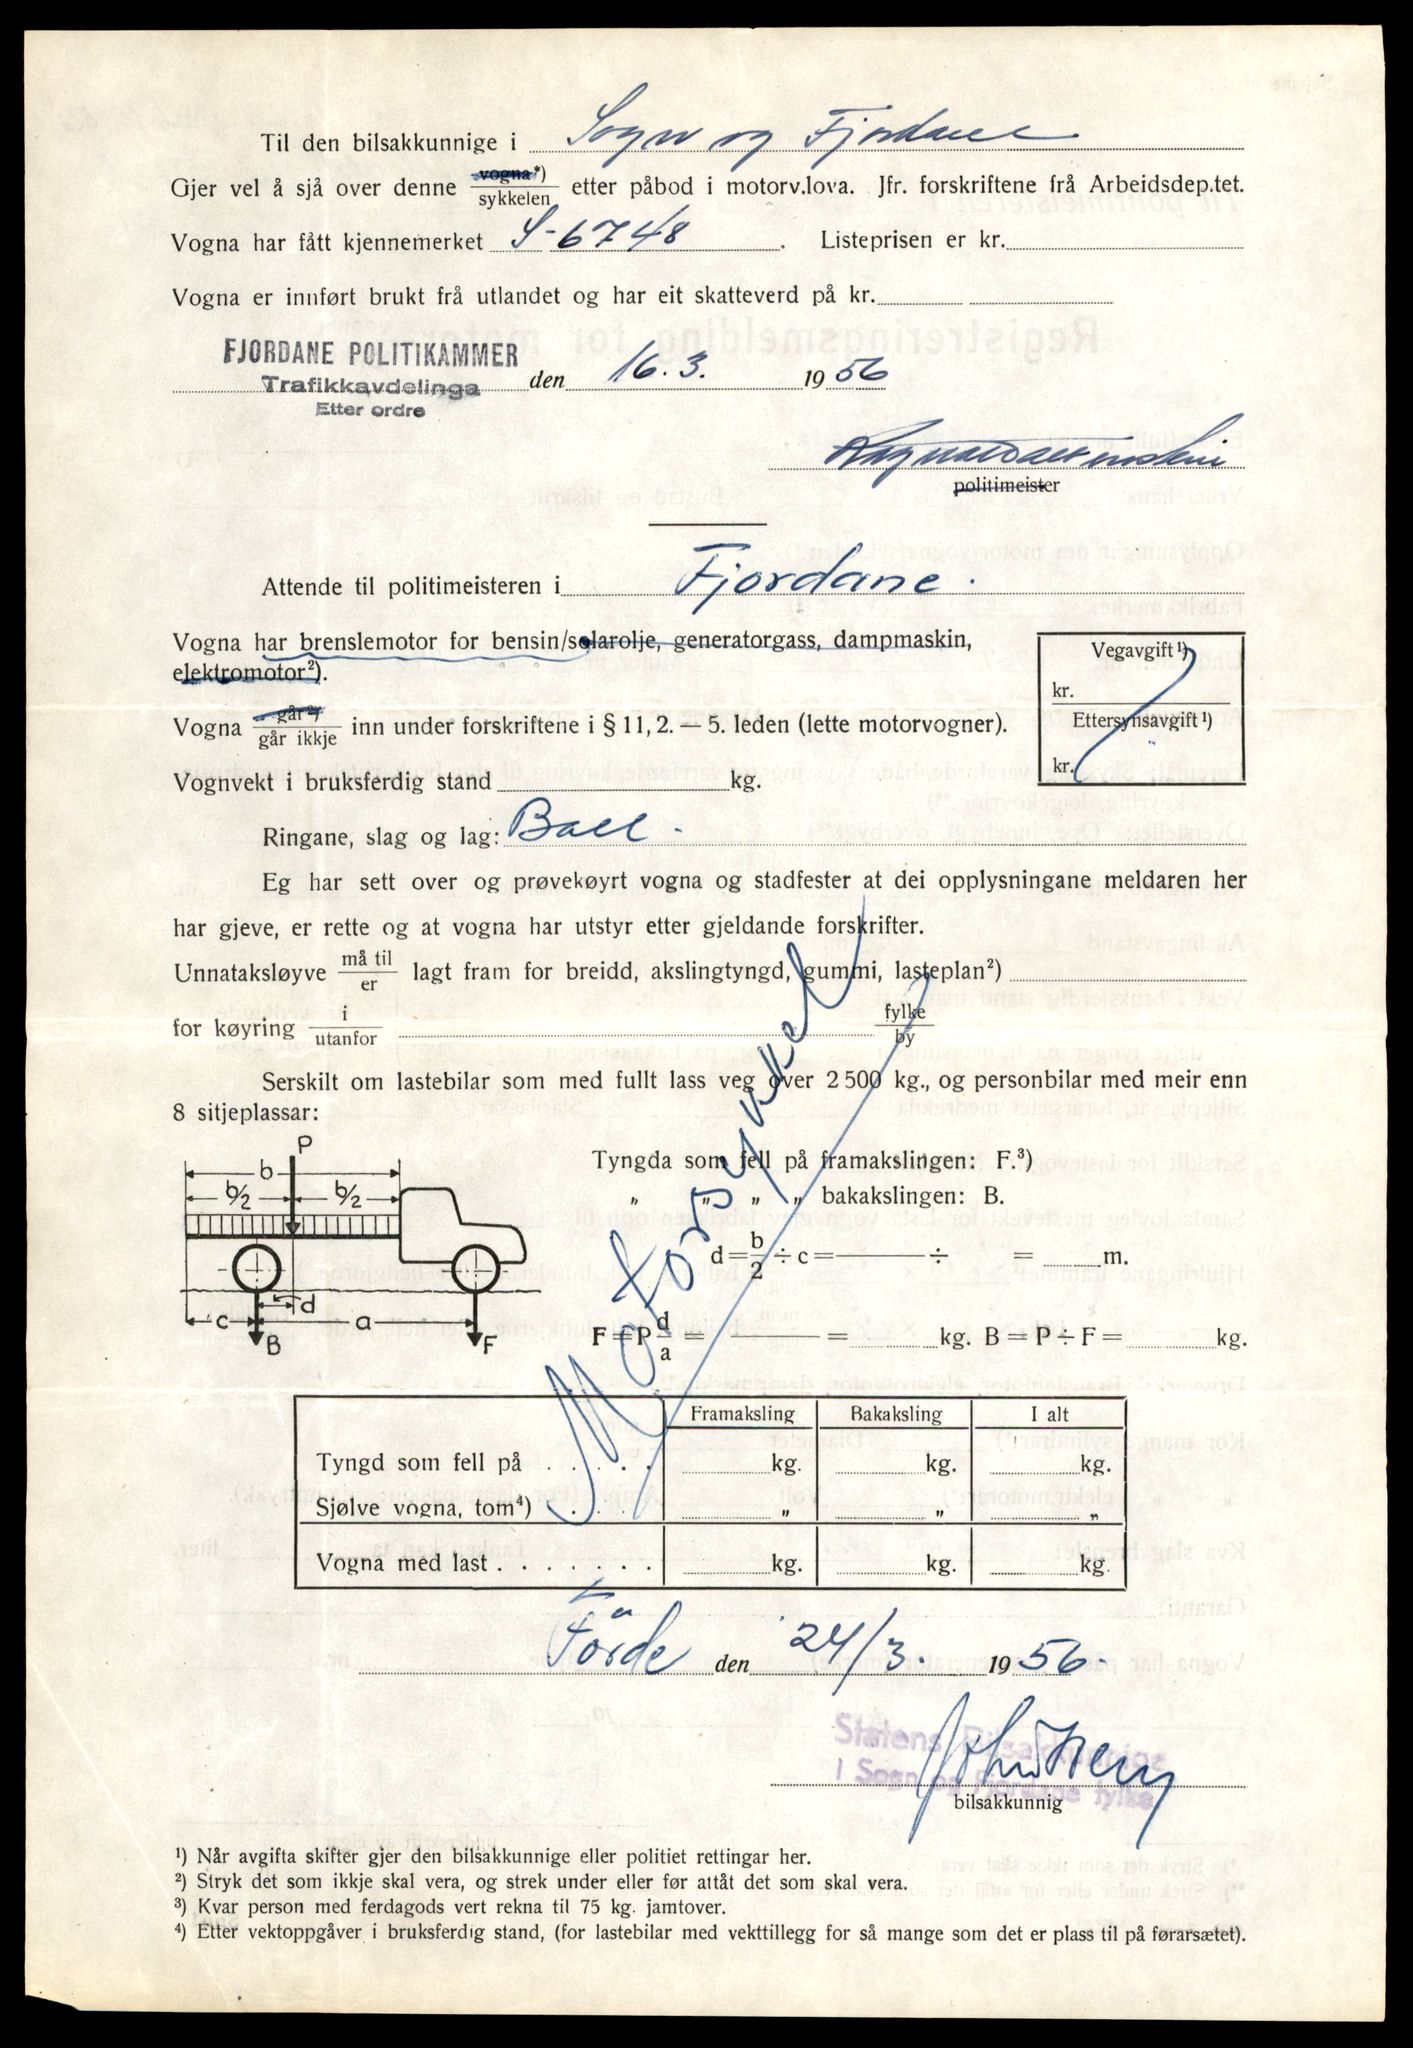 Til den bilsakkunnige i Sogn og Fjordane
Gjer vel å sjå over denne vogna*) / sykkelen etter påbod i motorv.lova. Jfr. forskriftene frå Arbeidsdep.tet.
Vogna har fått kjennemerket S-6748. Listeprisen er kr.
Vogna er innført brukt frå utlandet og har eit skatteverd på kr.
FJORDANE POLITIKAMMER
Trafikkavdelinga den 16.3. 1956
Etter ordre
politimeister
Attende til politimeisteren i Fjordane.
Vogna har brenslemotor for bensin/solarolje, generatorgass, dampmaskin,
elektromotor²).
Vegavgift ¹)
kr.
Ettersynsavgift ¹)
kr.
Vogna går ²) / går ikkje inn under forskriftene i § 11, 2. — 5. leden (lette motorvogner).
Vognvekt i bruksferdig stand kg.
Ringane, slag og lag: Ball.
Eg har sett over og prøvekøyrt vogna og stadfester at dei opplysningane meldaren her
har gjeve, er rette og at vogna har utstyr etter gjeldande forskrifter.
Unnataksløyve må til / er lagt fram for breidd, akslingtyngd, gummi, lasteplan²)
for køyring i / utanfor fylke / by
Serskilt om lastebilar som med fullt lass veg over 2 500 kg., og personbilar med meir enn
8 sitjeplassar:
Motorsykkel
P
b
b/2 b/2
d
c a
B F
Tyngda som fell på framakslingen: F.³)
„ „ „ „ bakakslingen: B.
d = b/2 ÷ c = ÷ = m.
F = P d/a = = kg. B = P ÷ F = kg.
Framaksling Bakaksling I alt
Tyngd som fell på . . . . . kg. kg. kg.
Sjølve vogna, tom⁴) . . . „ „ „
Vogna med last . . . . . . . kg. kg. kg.
Förde den 24/3. 1956.
Statens Bilsakkunnige
i Sogn og Fjordane fylke
bilsakkunnig
¹) Når avgifta skifter gjer den bilsakkunnige eller politiet rettingar her.
²) Stryk det som ikkje skal vera, og strek under eller før attåt det som skal vera.
³) Kvar person med ferdagods vert rekna til 75 kg. jamtover.
⁴) Etter vektoppgåver i bruksferdig stand, (for lastebilar med vekttillegg for så mange som det er plass til på førarsætet).